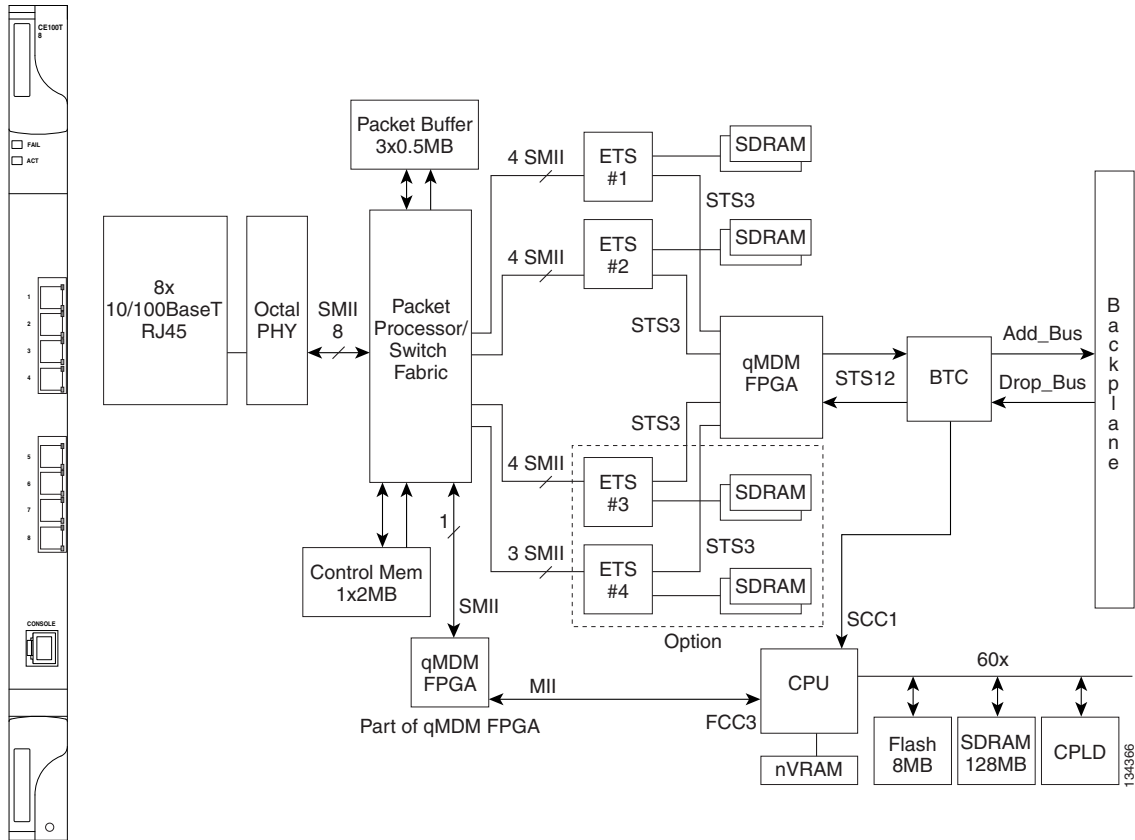 CE100T
8
FAIL
ACT
1
2
3
4
5
6
7
8
CONSOLE
8x
10/100BaseT
RJ45
Octal
PHY
SMII
8
Packet Buffer
3x0.5MB
Packet
Processor/
Switch
Fabric
Control Mem
1x2MB
4 SMII
4 SMII
4 SMII
3 SMII
1
SMII
ETS
#1
ETS
#2
ETS
#3
ETS
#4
SDRAM
SDRAM
SDRAM
SDRAM
STS3
STS3
STS3
STS3
Option
qMDM
FPGA
STS12
BTC
Add_Bus
Drop_Bus
Backplane
qMDM
FPGA
Part of qMDM FPGA
MII
SCC1
FCC3
CPU
nVRAM
60x
Flash
8MB
SDRAM
128MB
CPLD
134366